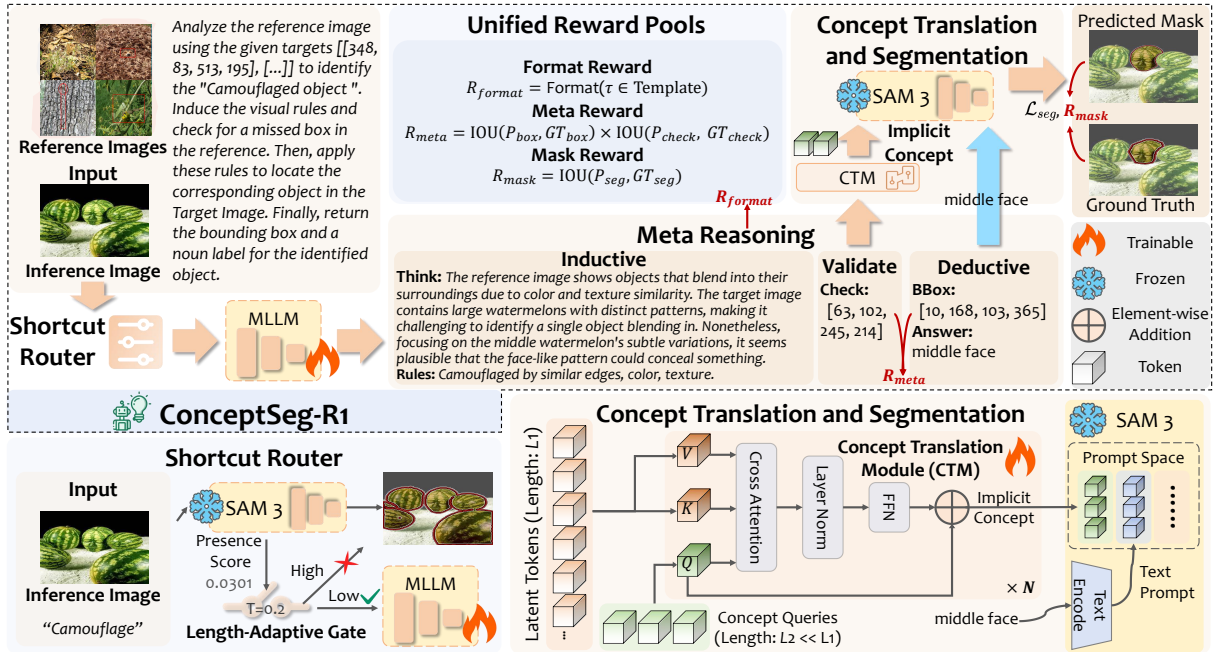 Reference Images
Input
Inference Image
Analyze the reference image
using the given targets [[348,
83, 513, 195], [...]] to identify
the "Camouflaged object ".
Induce the visual rules and
check for a missed box in
the reference. Then, apply
these rules to locate the
corresponding object in the
Target Image. Finally, return
the bounding box and a
noun label for the identified
object.
Shortcut
Router
MLLM
Unified Reward Pools
Format Reward
R_format = Format(τ ∈ Template)
Meta Reward
R_meta = IOU(P_box, GT_box) × IOU(P_check, GT_check)
Mask Reward
R_mask = IOU(P_seg, GT_seg)
R_format
Meta Reasoning
Inductive
Think: The reference image shows objects that blend into their
surroundings due to color and texture similarity. The target image
contains large watermelons with distinct patterns, making it
challenging to identify a single object blending in. Nonetheless,
focusing on the middle watermelon's subtle variations, it seems
plausible that the face-like pattern could conceal something.
Rules: Camouflaged by similar edges, color, texture.
Validate
Check:
[63, 102,
245, 214]
Deductive
BBox:
[10, 168, 103, 365]
Answer:
middle face
R_meta
Concept Translation
and Segmentation
SAM 3
Implicit
Concept
CTM
middle face
Predicted Mask
ℒ_seg, R_mask
Ground Truth
Trainable
Frozen
Element-wise
Addition
Token
ConceptSeg-R1
Shortcut Router
Input
Inference Image
“Camouflage”
SAM 3
Presence
Score
0.0301
High
T=0.2
Low
Length-Adaptive Gate
MLLM
Concept Translation and Segmentation
Latent Tokens (Length: L1)
...
V
K
Q
Cross Attention
Layer Norm
FFN
Concept Translation
Module (CTM)
Implicit
Concept
× N
Concept Queries
(Length: L2 << L1)
SAM 3
Prompt Space
......
Text
Encode
Text
Prompt
middle face